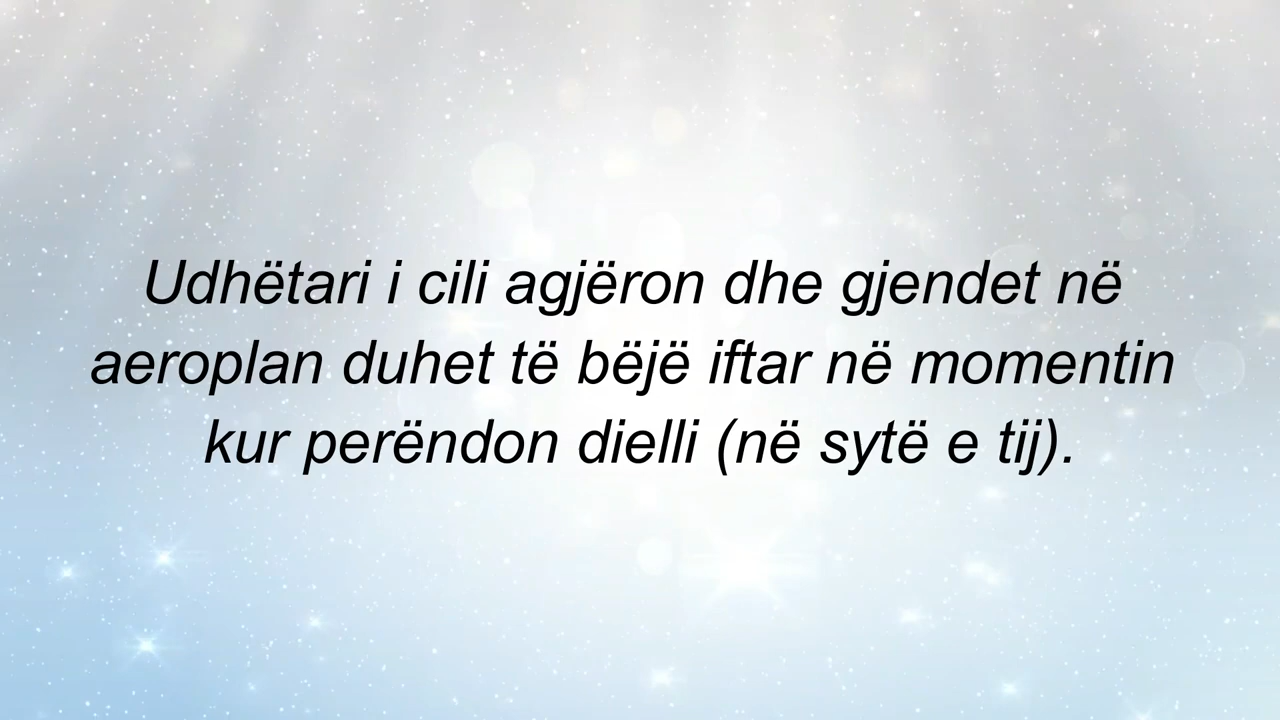 Udhëtari i cili agjëron dhe gjendet në
aeroplan duhet të bëjë iftar në momentin
kur perëndon dielli (në sytë e tij).